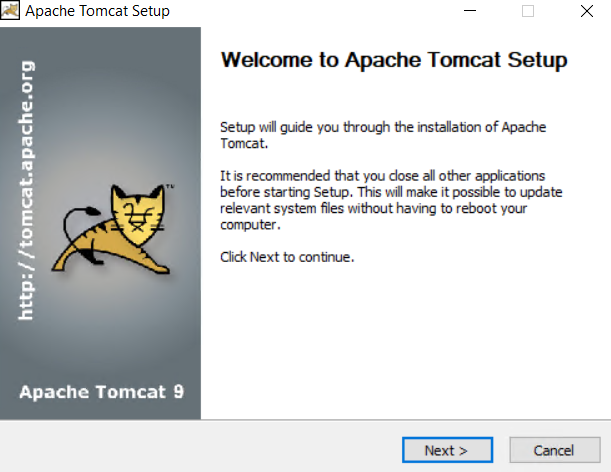 Apache Tomcat Setup
http://tomcat.apache.org
TM
Apache Tomcat 9
Welcome to Apache Tomcat Setup
Setup will guide you through the installation of Apache
Tomcat.
It is recommended that you close all other applications
before starting Setup. This will make it possible to update
relevant system files without having to reboot your
computer.
Click Next to continue.
Next >
Cancel